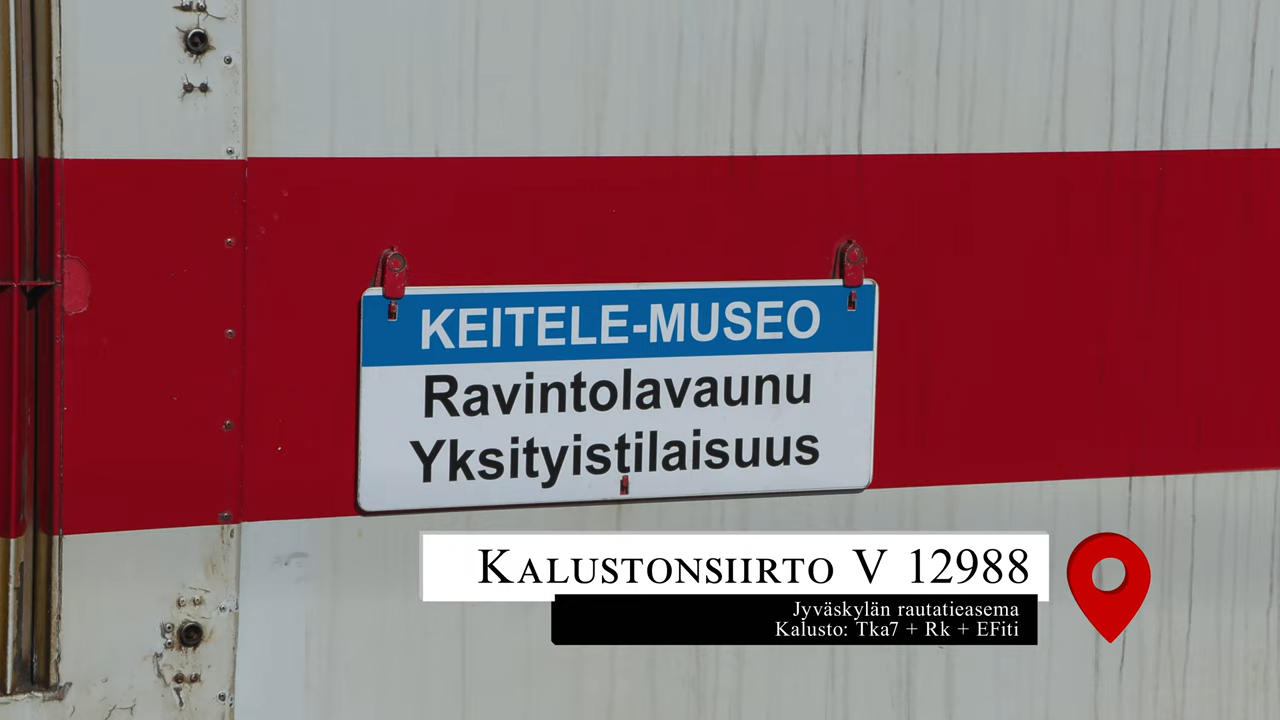 KEITELE-MUSEO
Ravintolavaunu
Yksityistilaisuus
KALUSTONSIIRTO V 12988
Jyväskylän rautatieasema
Kalusto: Tka7 + Rk + EFiti